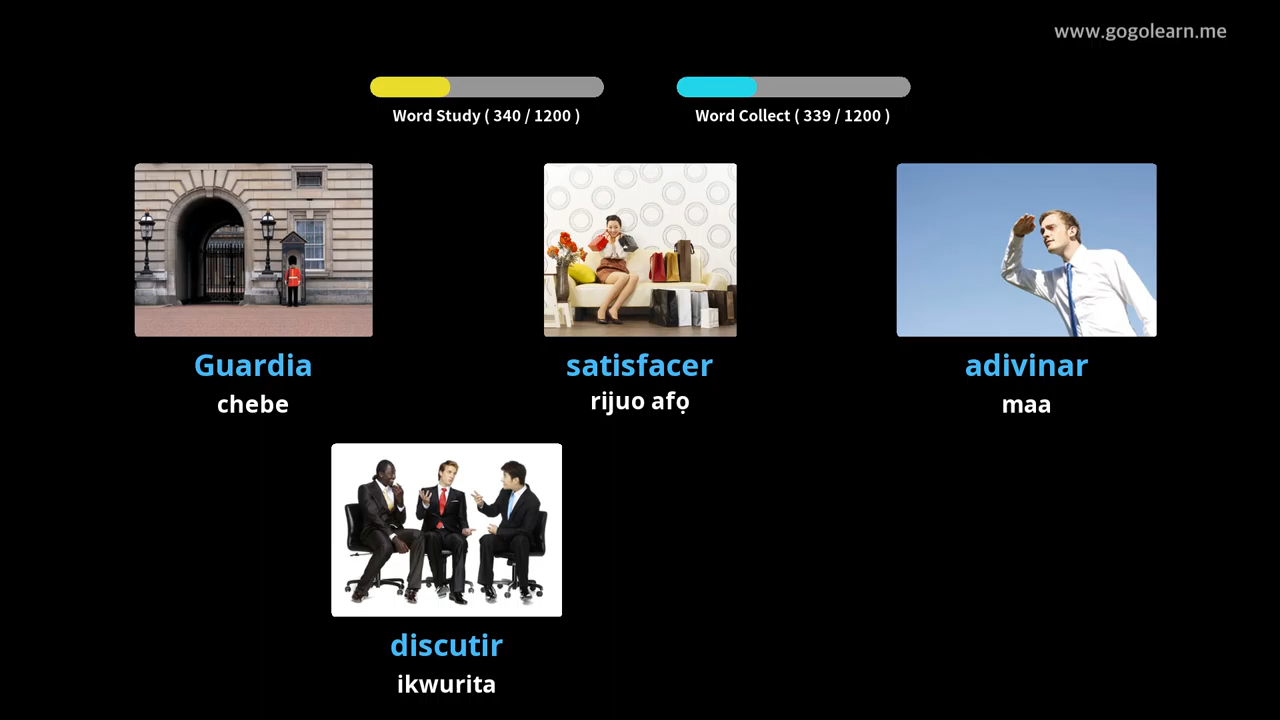 www.gogolearn.me
Word Study ( 340 / 1200 )
Word Collect ( 339 / 1200 )
Guardia
chebe
satisfacer
rijuo afọ
adivinar
maa
discutir
ikwurita